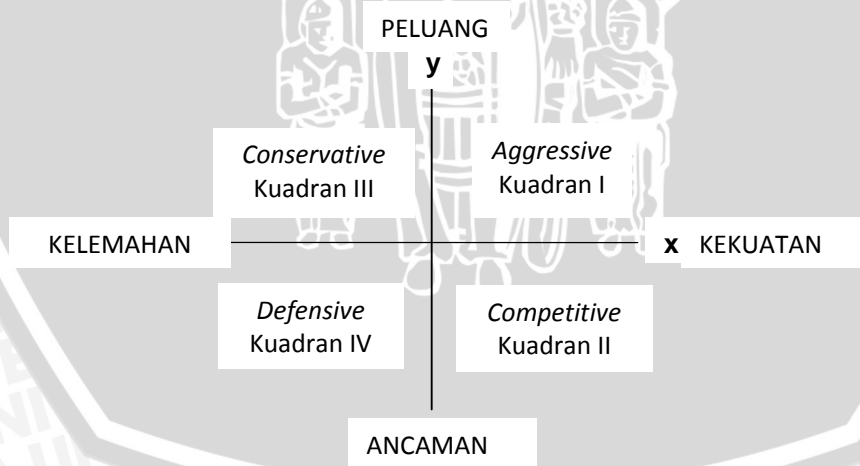 PELUANG
y
Conservative
Kuadran III
Aggressive
Kuadran I
KELEMAHAN
x KEKUATAN
Defensive
Kuadran IV
Competitive
Kuadran II
ANCAMAN